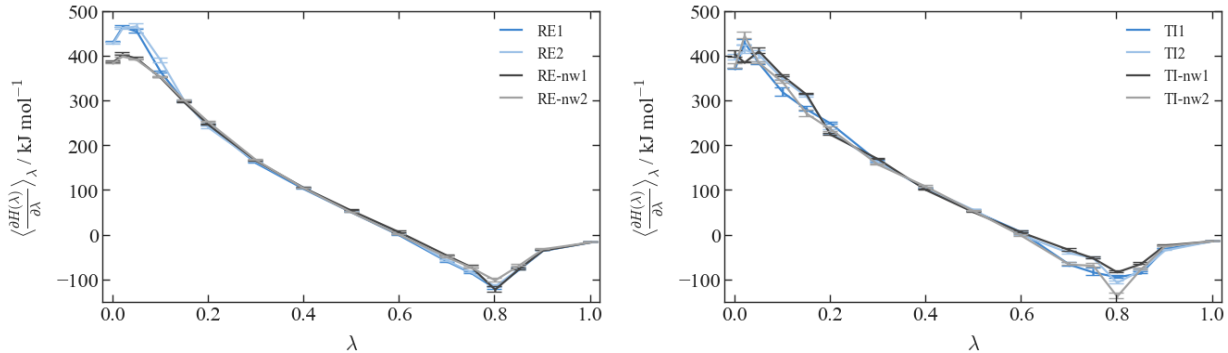 500
400
300
200
100
0
−100
0.0 0.2 0.4 0.6 0.8 1.0
λ
⟨∂H(λ)/∂λ⟩_λ / kJ mol⁻¹
RE1
RE2
RE-nw1
RE-nw2
500
400
300
200
100
0
−100
0.0 0.2 0.4 0.6 0.8 1.0
λ
⟨∂H(λ)/∂λ⟩_λ / kJ mol⁻¹
TI1
TI2
TI-nw1
TI-nw2